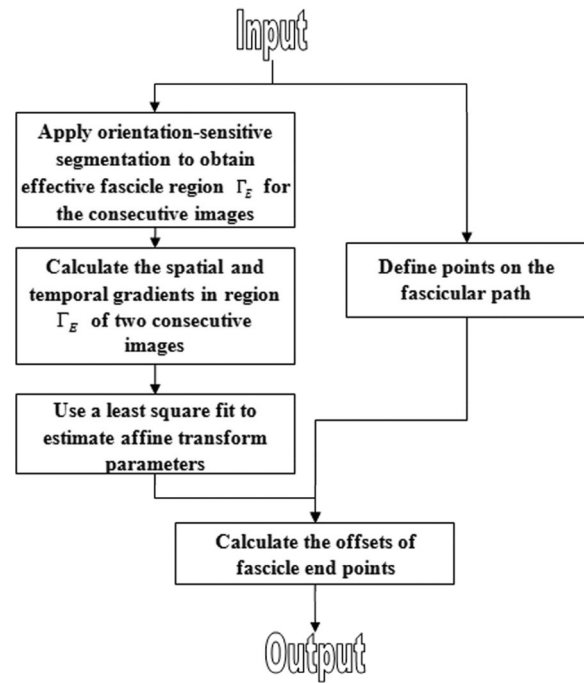 Input
Apply orientation-sensitive
segmentation to obtain
effective fascicle region Γ_E for
the consecutive images
Calculate the spatial and
temporal gradients in region
Γ_E of two consecutive
images
Use a least square fit to
estimate affine transform
parameters
Define points on the
fascicular path
Calculate the offsets of
fascicle end points
Output